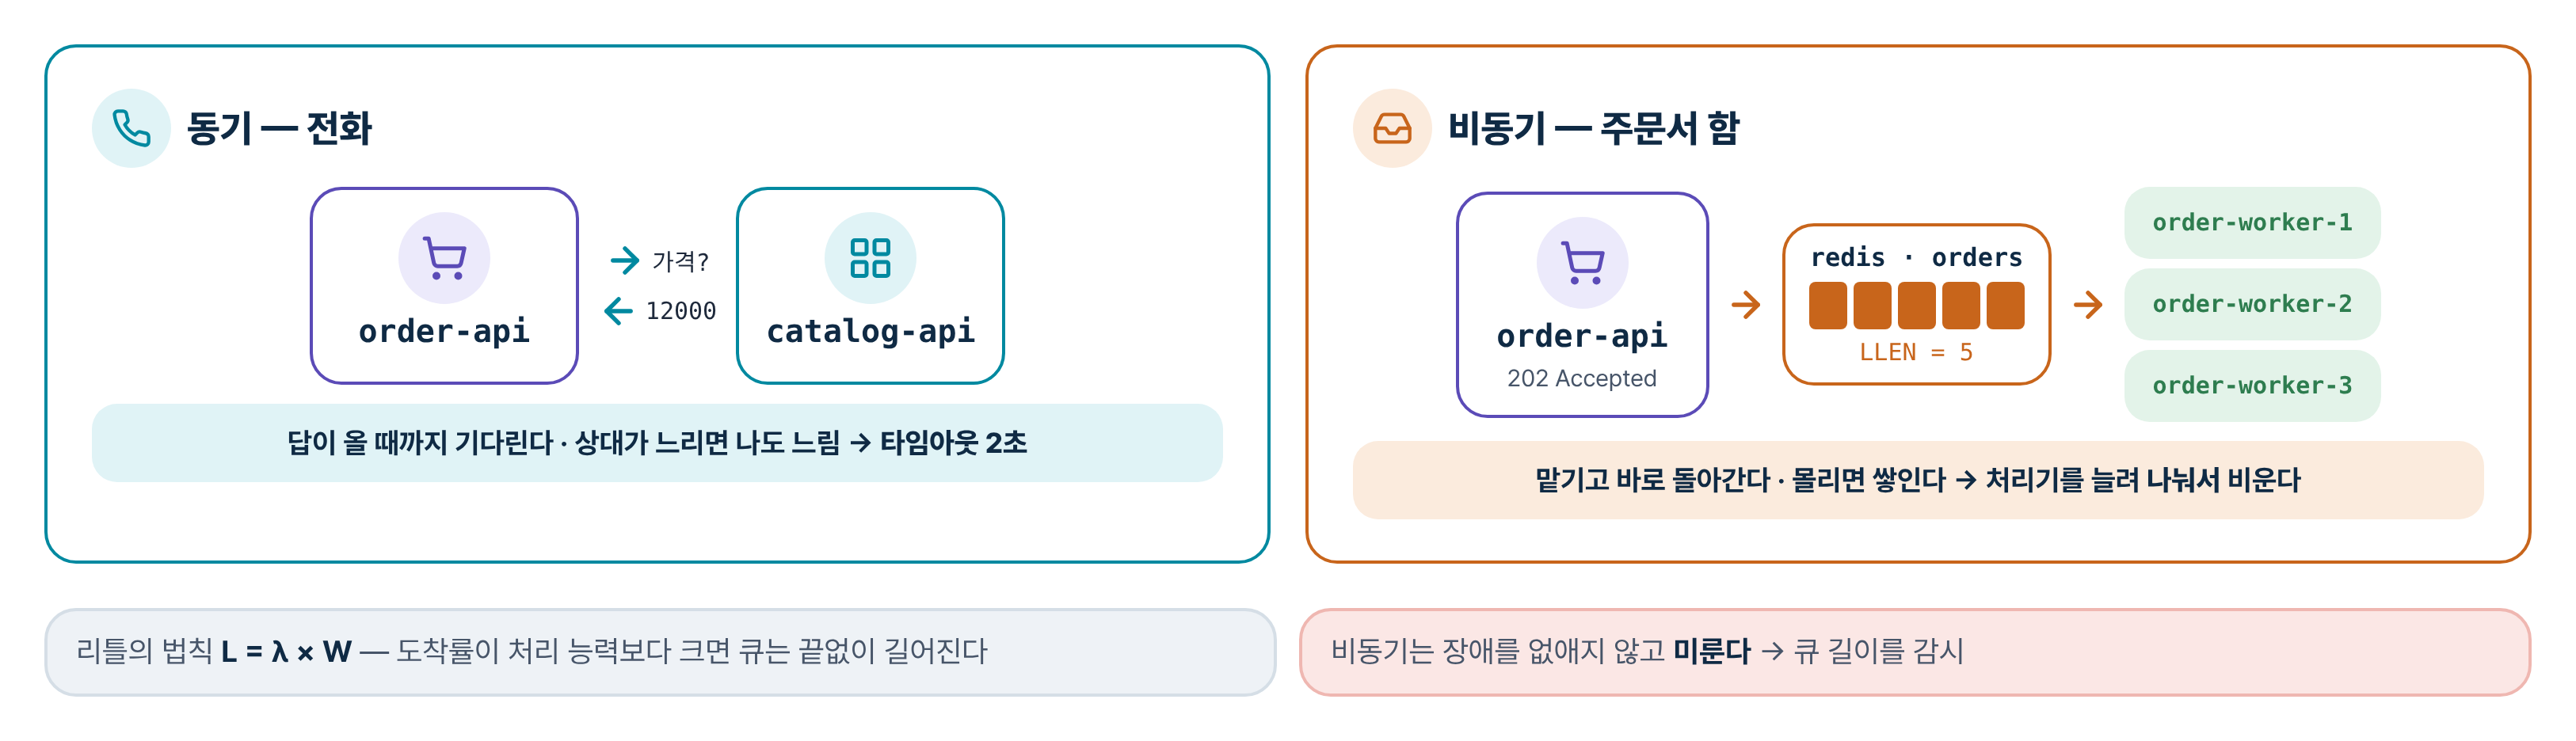 동기 — 전화
order-api
→ 가격?
← 12000
catalog-api
답이 올 때까지 기다린다 · 상대가 느리면 나도 느림 → 타임아웃 2초
비동기 — 주문서 함
order-api
202 Accepted
redis · orders
LLEN = 5
order-worker-1
order-worker-2
order-worker-3
맡기고 바로 돌아간다 · 몰리면 쌓인다 → 처리기를 늘려 나눠서 비운다
리틀의 법칙 L = λ × W — 도착률이 처리 능력보다 크면 큐는 끝없이 길어진다
비동기는 장애를 없애지 않고 미룬다 → 큐 길이를 감시